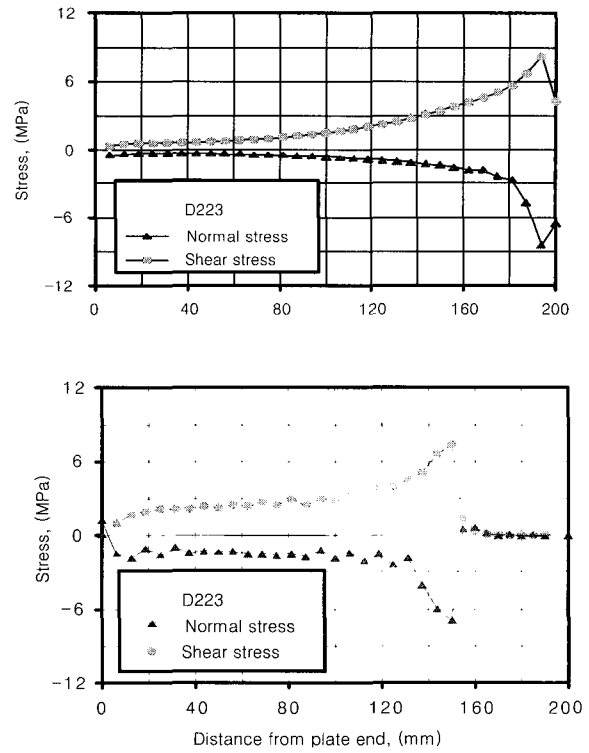 12
6
0
−6
−12
Stress, (MPa)
D223
Normal stress
Shear stress
0 40 80 120 160 200
12
6
0
−6
−12
Stress, (MPa)
D223
Normal stress
Shear stress
0 40 80 120 160 200
Distance from plate end, (mm)